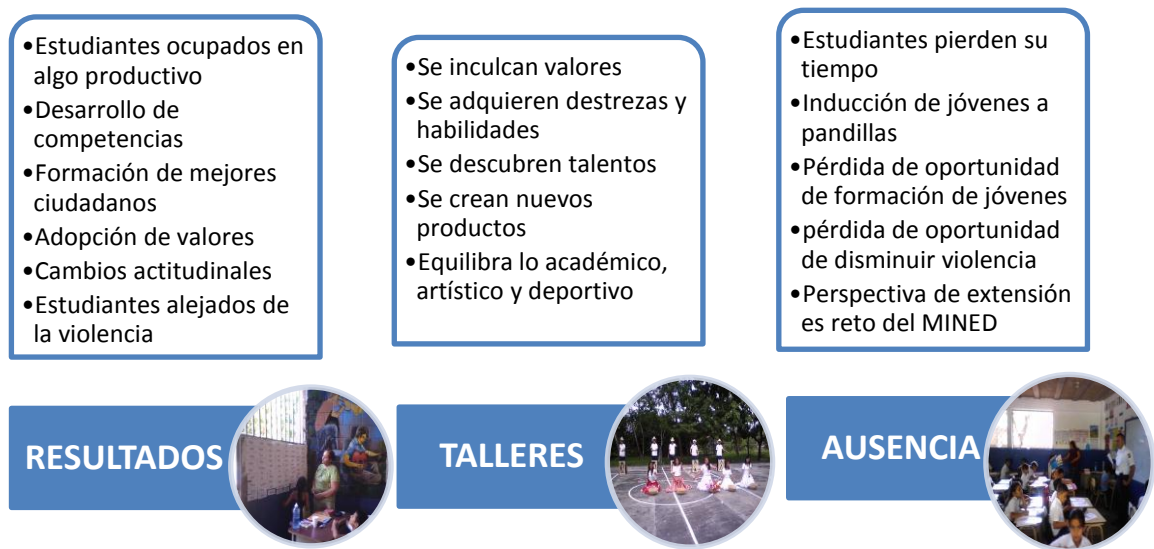 •Estudiantes ocupados en
algo productivo
•Desarrollo de
competencias
•Formación de mejores
ciudadanos
•Adopción de valores
•Cambios actitudinales
•Estudiantes alejados de
la violencia
RESULTADOS
•Se inculcan valores
•Se adquieren destrezas y
habilidades
•Se descubren talentos
•Se crean nuevos
productos
•Equilibra lo académico,
artístico y deportivo
TALLERES
•Estudiantes pierden su
tiempo
•Inducción de jóvenes a
pandillas
•Pérdida de oportunidad
de formación de jóvenes
•pérdida de oportunidad
de disminuir violencia
•Perspectiva de extensión
es reto del MINED
AUSENCIA